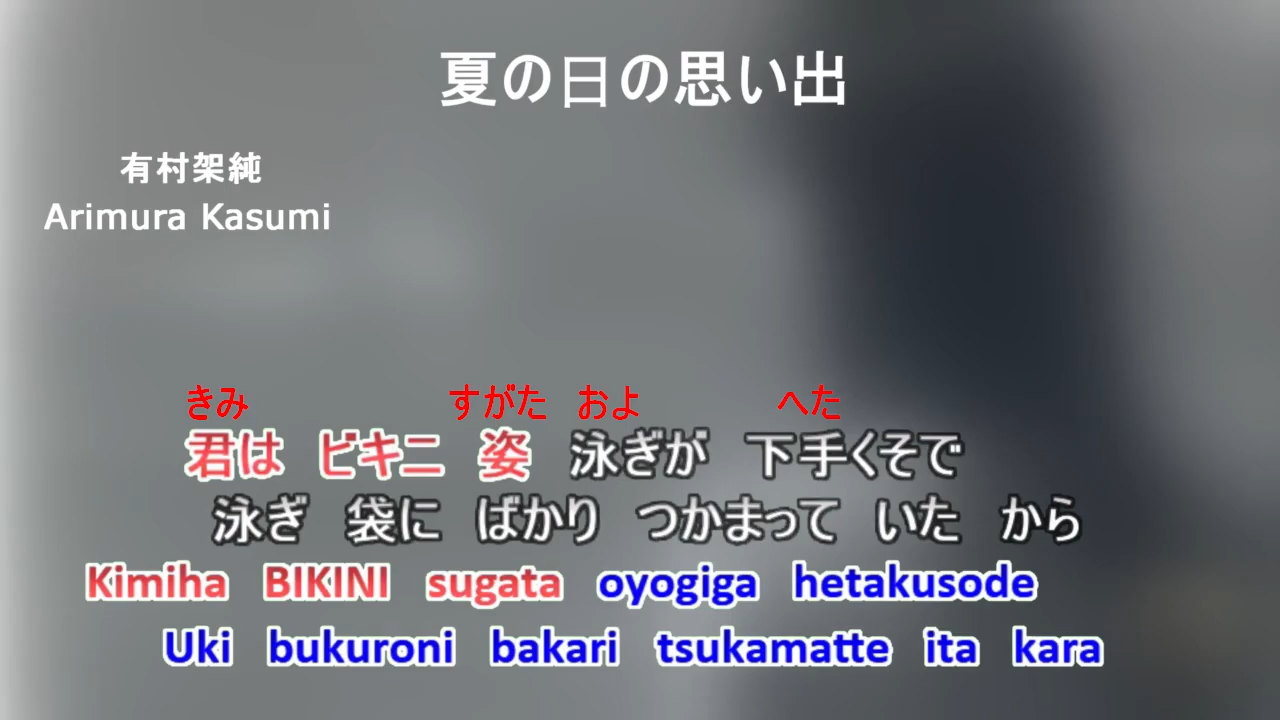 夏の日の思い出
有村架純
Arimura Kasumi
きみ すがた およ へた
君は ビキニ 姿 泳ぎが 下手くそで
泳ぎ 袋に ばかり つかまって いた から
Kimiha BIKINI sugata oyogiga hetakusode
Uki bukuroni bakari tsukamatte ita kara